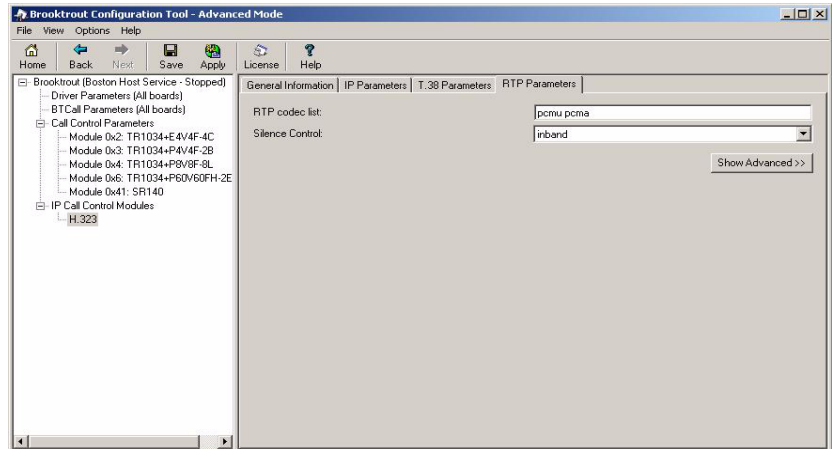 Brooktrout Configuration Tool - Advanced Mode
File View Options Help
Home Back Next Save Apply License Help
Brooktrout (Boston Host Service - Stopped)
Driver Parameters (All boards)
BTCall Parameters (All boards)
Call Control Parameters
Module 0x2: TR1034+E4V4F-4C
Module 0x3: TR1034+P4V4F-2B
Module 0x4: TR1034+P8V8F-8L
Module 0x6: TR1034+P60V60FH-2E
Module 0x41: SR140
IP Call Control Modules
H.323
General Information IP Parameters T.38 Parameters RTP Parameters
RTP codec list: pcmu pcma
Silence Control: inband
Show Advanced >>